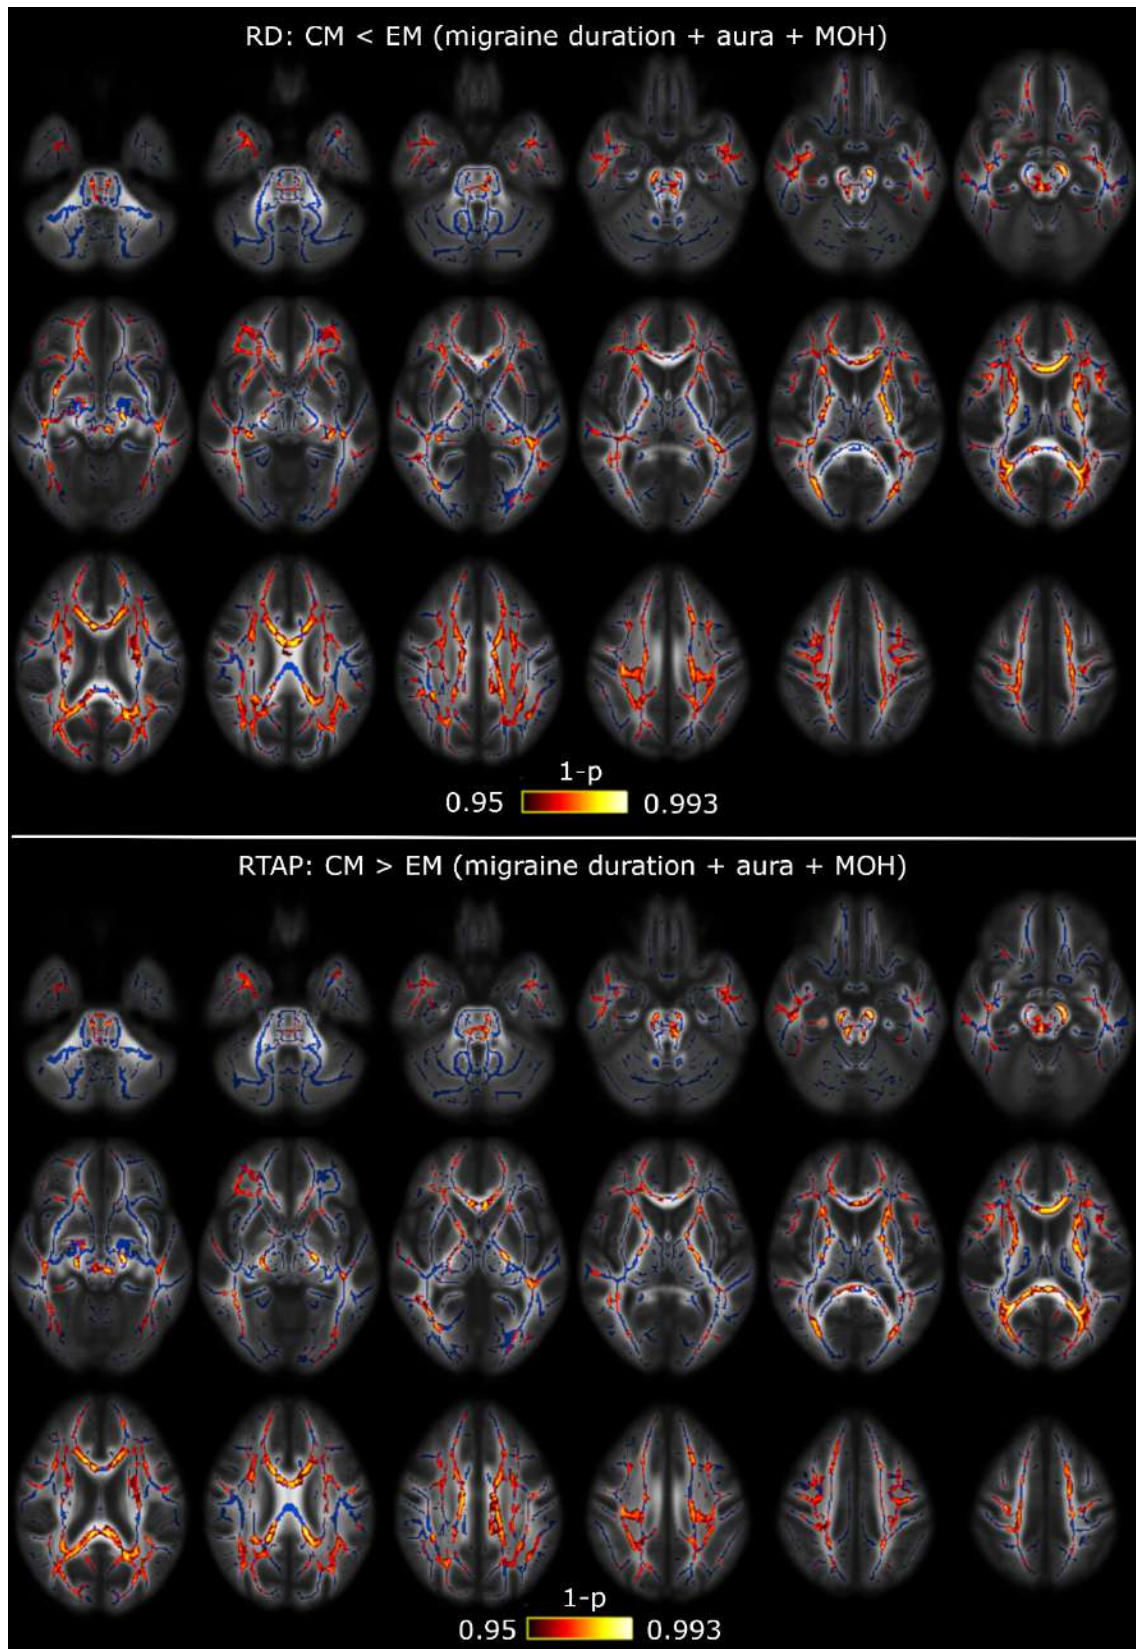 RD: CM < EM (migraine duration + aura + MOH)
1-p
0.95 0.993
RTAP: CM > EM (migraine duration + aura + MOH)
1-p
0.95 0.993